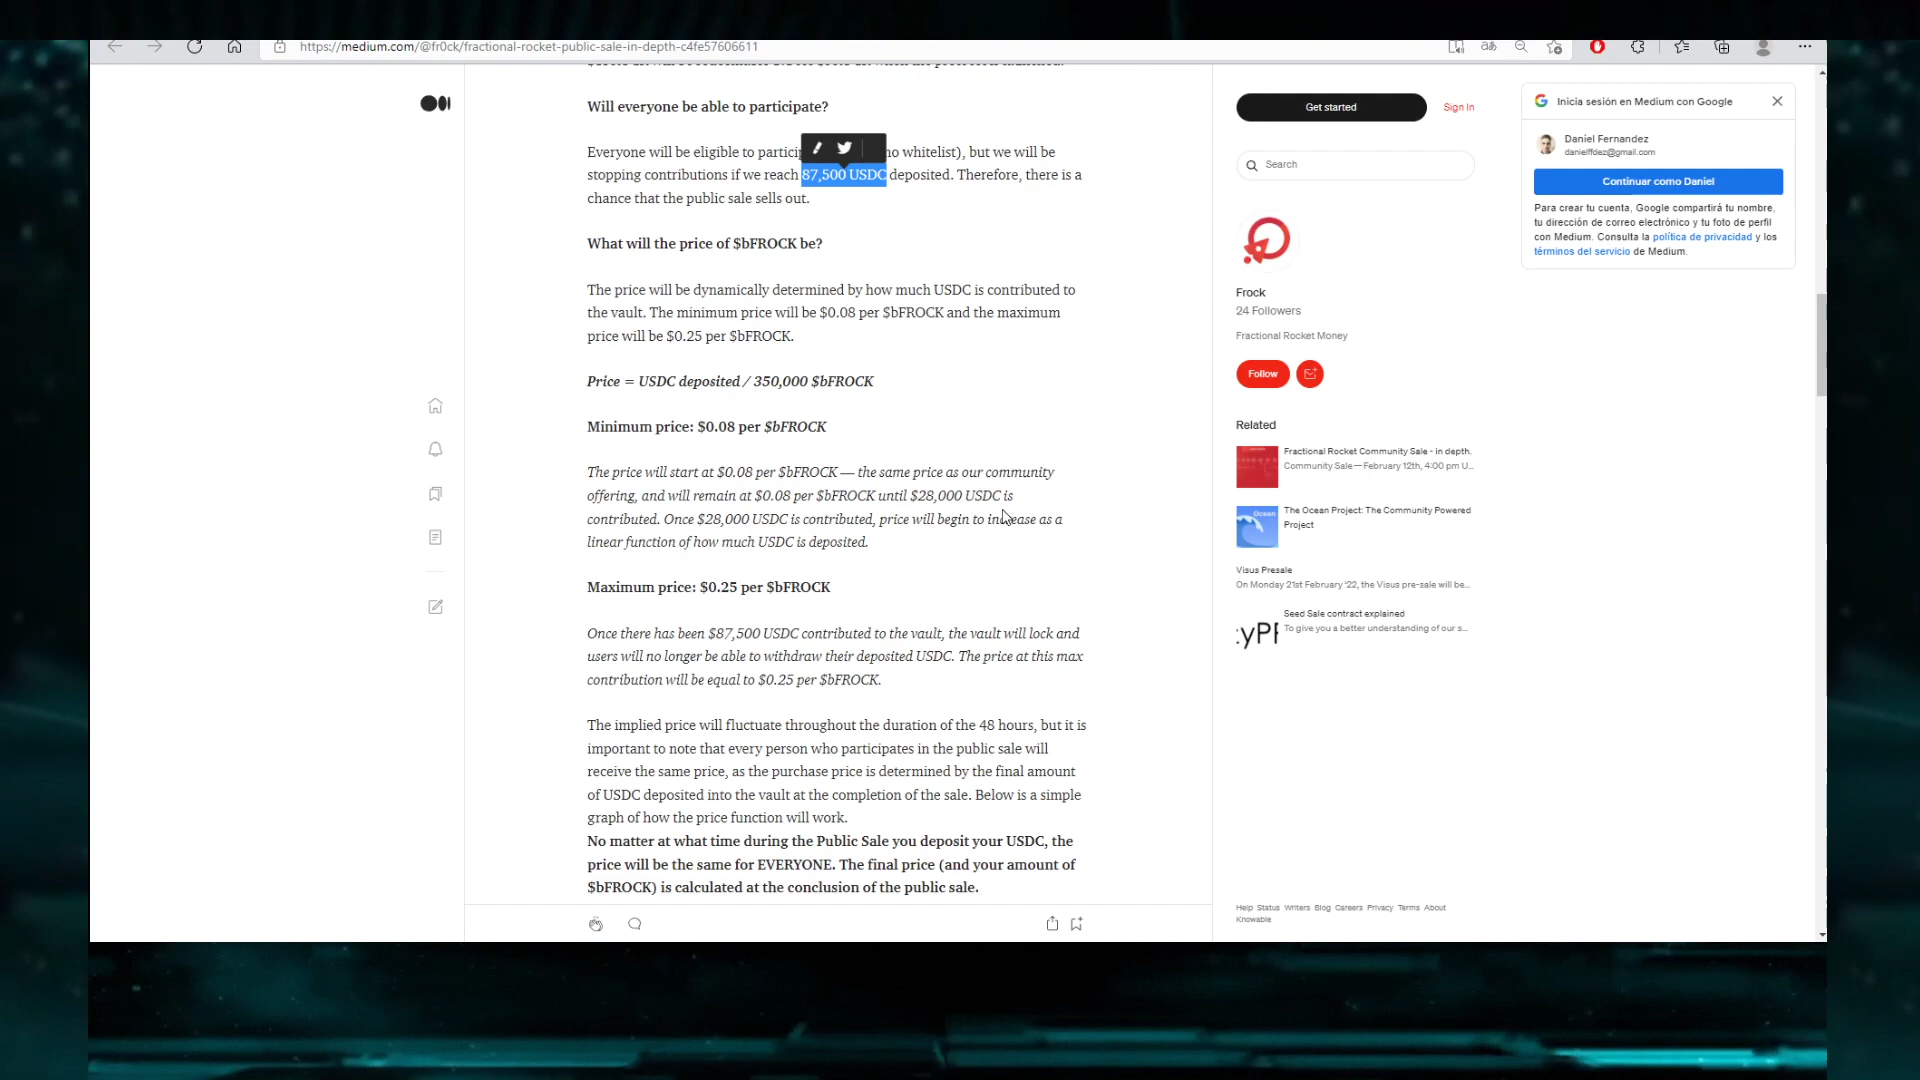 https://medium.com/@fr0ck/fractional-rocket-public-sale-in-depth-c4fe57606611
Will everyone be able to participate?
Everyone will be eligible to particip no whitelist), but we will be
stopping contributions if we reach 87,500 USDC deposited. Therefore, there is a
chance that the public sale sells out.
What will the price of $bFROCK be?
The price will be dynamically determined by how much USDC is contributed to
the vault. The minimum price will be $0.08 per $bFROCK and the maximum
price will be $0.25 per $bFROCK.
Price = USDC deposited / 350,000 $bFROCK
Minimum price: $0.08 per $bFROCK
The price will start at $0.08 per $bFROCK — the same price as our community
offering, and will remain at $0.08 per $bFROCK until $28,000 USDC is
contributed. Once $28,000 USDC is contributed, price will begin to increase as a
linear function of how much USDC is deposited.
Maximum price: $0.25 per $bFROCK
Once there has been $87,500 USDC contributed to the vault, the vault will lock and
users will no longer be able to withdraw their deposited USDC. The price at this max
contribution will be equal to $0.25 per $bFROCK.
The implied price will fluctuate throughout the duration of the 48 hours, but it is
important to note that every person who participates in the public sale will
receive the same price, as the purchase price is determined by the final amount
of USDC deposited into the vault at the completion of the sale. Below is a simple
graph of how the price function will work.
No matter at what time during the Public Sale you deposit your USDC, the
price will be the same for EVERYONE. The final price (and your amount of
$bFROCK) is calculated at the conclusion of the public sale.
Get started Sign In
Search
Frock
24 Followers
Fractional Rocket Money
Follow
Related
Fractional Rocket Community Sale - in depth.
Community Sale—February 12th, 4:00 pm U...
Ocean
The Ocean Project: The Community Powered
Project
Visus Presale
On Monday 21st February '22, the Visus pre-sale will be...
Seed Sale contract explained
To give you a better understanding of our s...
Help Status Writers Blog Careers Privacy Terms About
Knowable
Inicia sesión en Medium con Google
Daniel Fernandez
danielffdez@gmail.com
Continuar como Daniel
Para crear tu cuenta, Google compartirá tu nombre,
tu dirección de correo electrónico y tu foto de perfil
con Medium. Consulta la política de privacidad y los
términos del servicio de Medium.